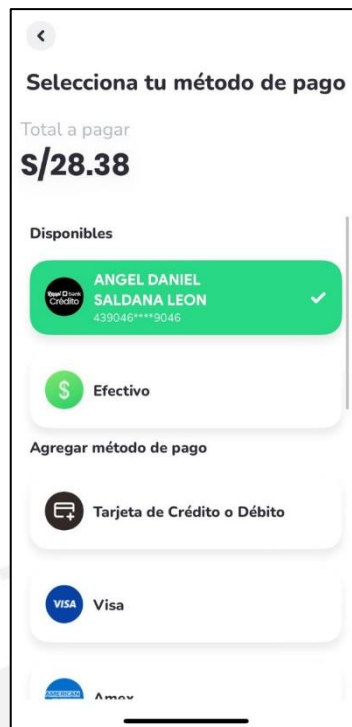 Selecciona tu método de pago
Total a pagar
S/28.38
Disponibles
ANGEL DANIEL
SALDANA LEON
439046****9046
Crédito
Efectivo
Agregar método de pago
Tarjeta de Crédito o Débito
VISA Visa
AMERICAN
Amex